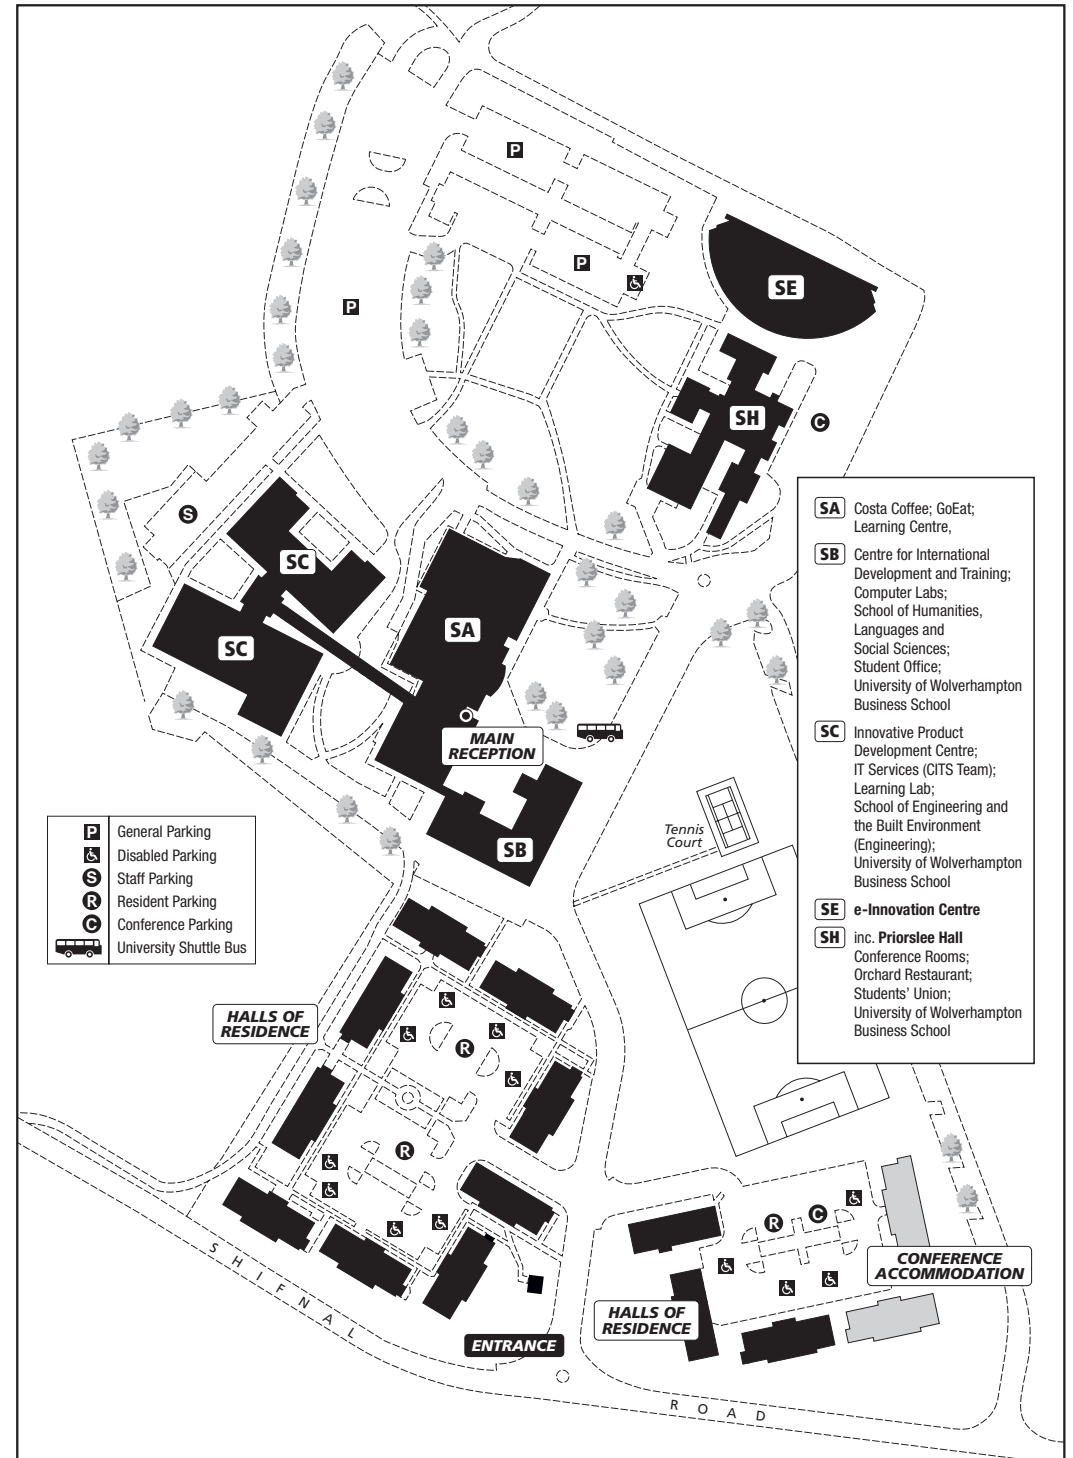 P
P
P
SE
SH
C
S
SC
SC
SA
MAIN
RECEPTION
SB
Tennis
Court
SA Costa Coffee; GoEat;
Learning Centre,
SB Centre for International
Development and Training;
Computer Labs;
School of Humanities,
Languages and
Social Sciences;
Student Office;
University of Wolverhampton
Business School
SC Innovative Product
Development Centre;
IT Services (CITS Team);
Learning Lab;
School of Engineering and
the Built Environment
(Engineering);
University of Wolverhampton
Business School
SE e-Innovation Centre
SH inc. Priorslee Hall
Conference Rooms;
Orchard Restaurant;
Students' Union;
University of Wolverhampton
Business School
P General Parking
Disabled Parking
S Staff Parking
R Resident Parking
C Conference Parking
University Shuttle Bus
HALLS OF
RESIDENCE
R
R
R
C
CONFERENCE
ACCOMMODATION
HALLS OF
RESIDENCE
ENTRANCE
SHIFNAL
ROAD